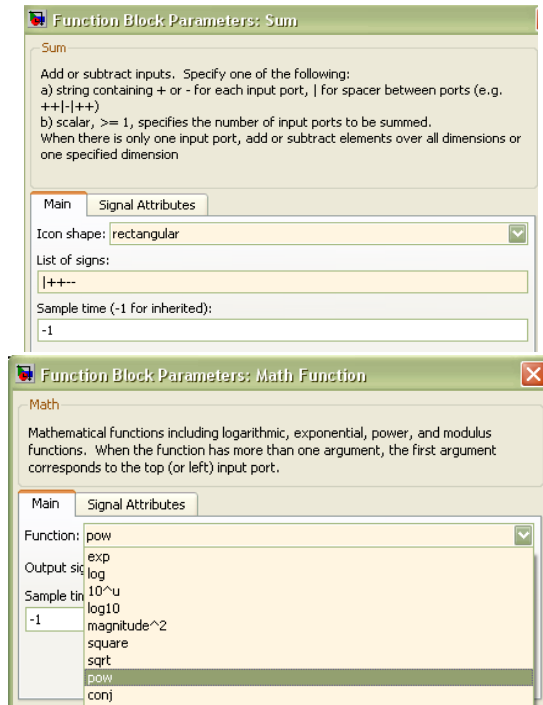 Function Block Parameters: Sum
Sum
Add or subtract inputs. Specify one of the following:
a) string containing + or - for each input port, | for spacer between ports (e.g.
++|-|++)
b) scalar, >= 1, specifies the number of input ports to be summed.
When there is only one input port, add or subtract elements over all dimensions or
one specified dimension
Main Signal Attributes
Icon shape: rectangular
List of signs:
|++--
Sample time (-1 for inherited):
-1
Function Block Parameters: Math Function
Math
Mathematical functions including logarithmic, exponential, power, and modulus
functions. When the function has more than one argument, the first argument
corresponds to the top (or left) input port.
Main Signal Attributes
Function: pow
exp
Output sig
log
10^u
Sample tim
log10
-1
magnitude^2
square
sqrt
pow
conj